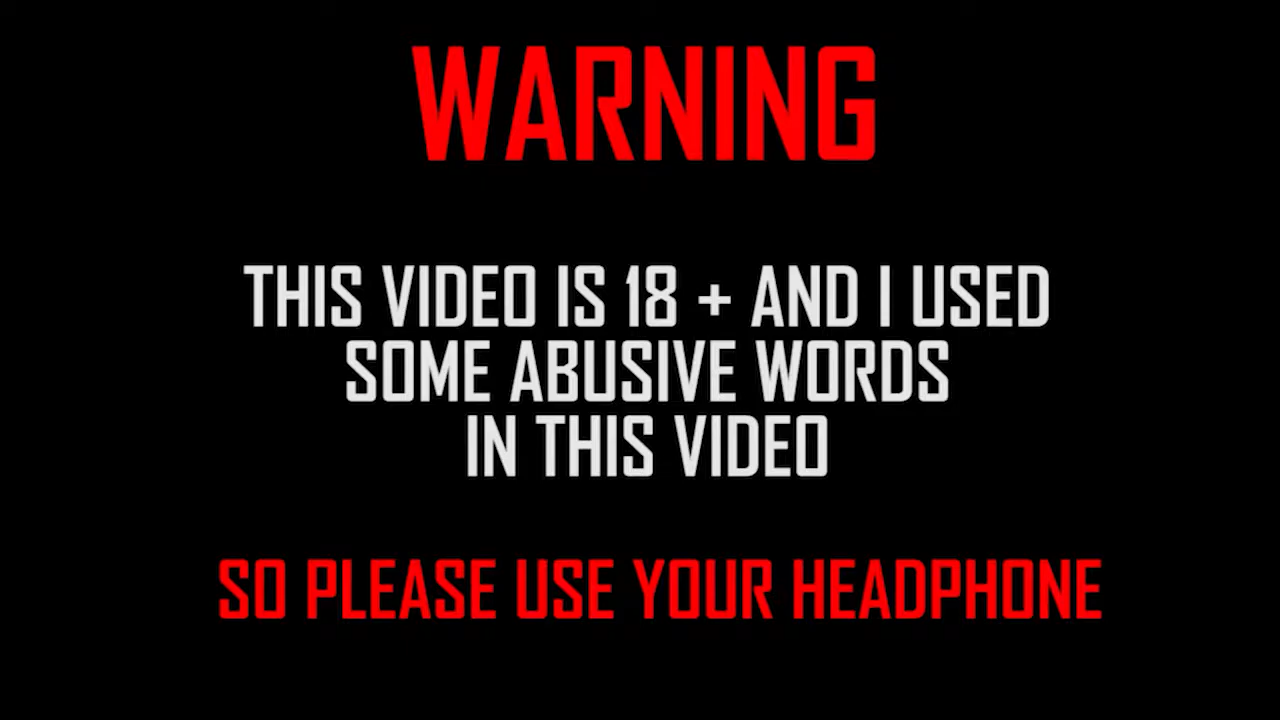 WARNING
THIS VIDEO IS 18 + AND I USED
SOME ABUSIVE WORDS
IN THIS VIDEO
SO PLEASE USE YOUR HEADPHONE